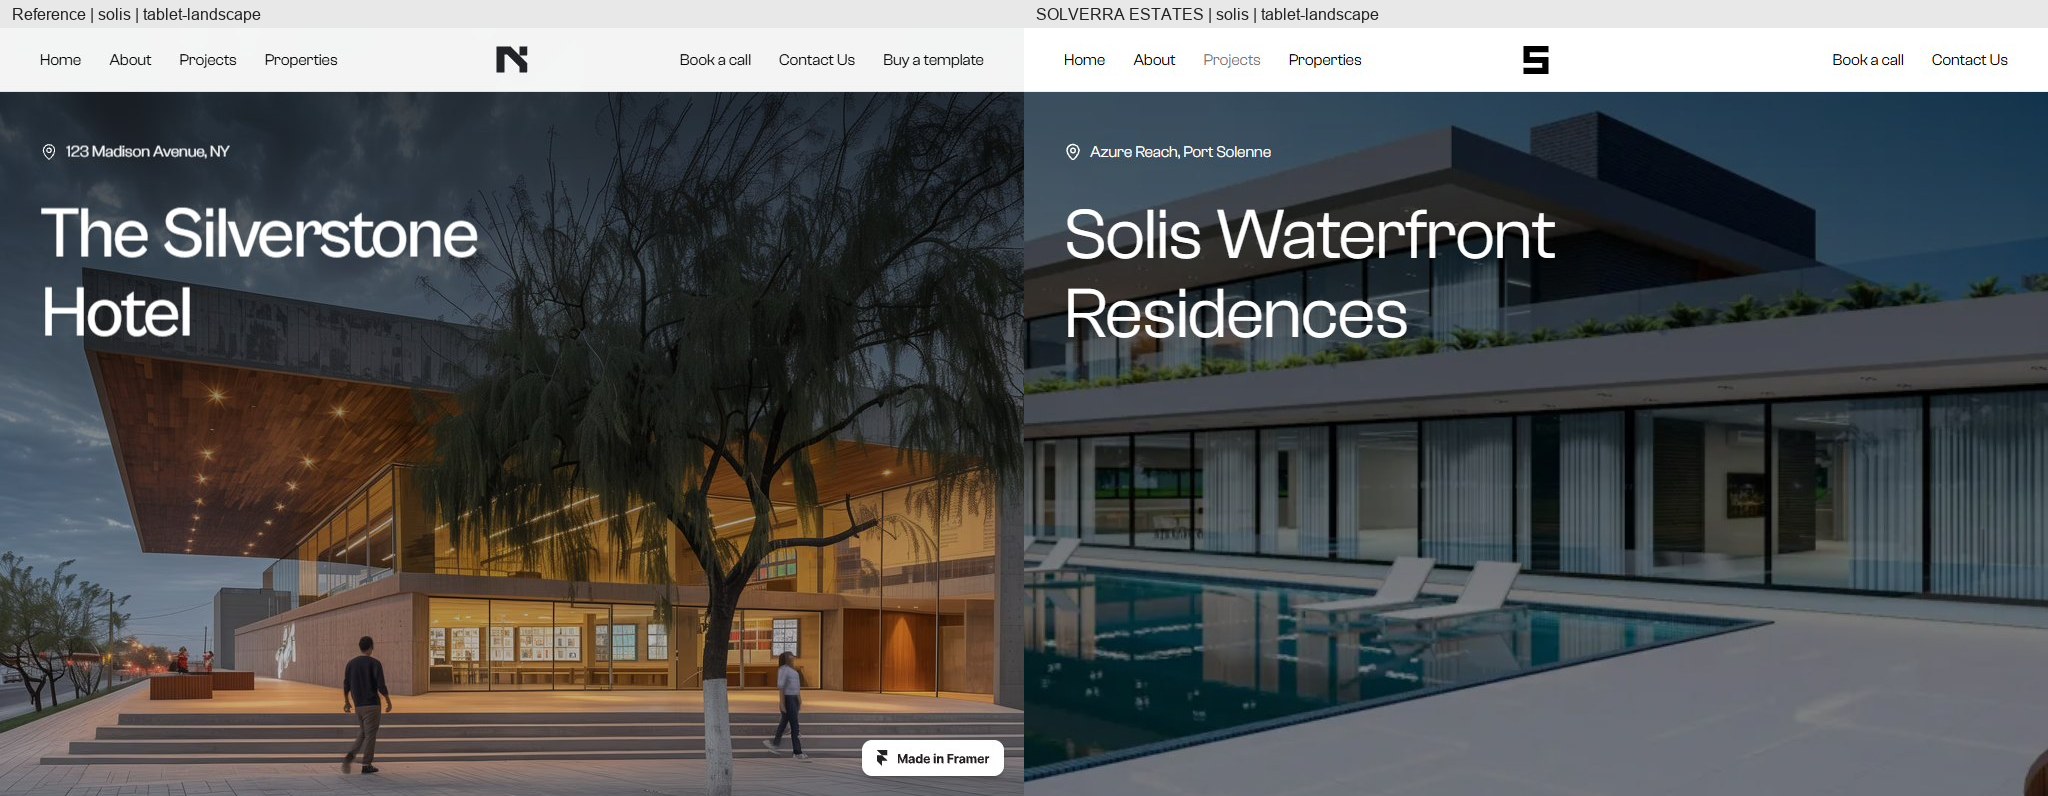 Reference | solis | tablet-landscape
Home About Projects Properties Book a call Contact Us Buy a template
123 Madison Avenue, NY
The Silverstone
Hotel
Made in Framer
SOLVERRA ESTATES | solis | tablet-landscape
Home About Projects Properties S Book a call Contact Us
Azure Reach, Port Solenne
Solis Waterfront
Residences